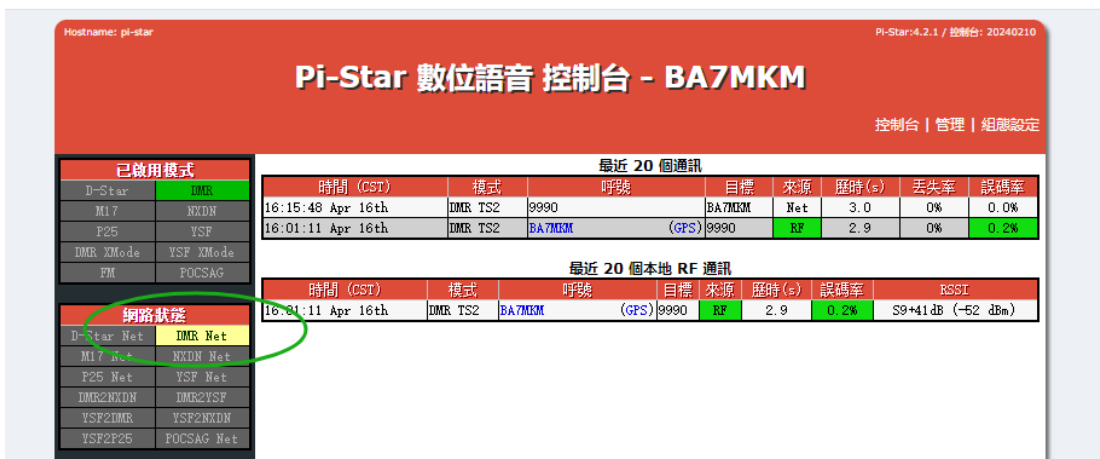 Hostname: pi-star
Pi-Star:4.2.1 / 控制台: 20240210
Pi-Star 數位語音 控制台 - BA7MKM
控制台 | 管理 | 組態設定
已啟用模式
D-Star DMR
M17 NXDN
P25 YSF
DMR XMode YSF XMode
FM POCSAG
網路狀態
D-Star Net DMR Net
M17 Net NXDN Net
P25 Net YSF Net
DMR2NXDN DMR2YSF
YSF2DMR YSF2NXDN
YSF2P25 POCSAG Net
最近 20 個通訊
時間 (CST) 模式 呼號 目標 來源 歷時(s) 丟失率 誤碼率
16:15:48 Apr 16th DMR TS2 9990 BA7MKM Net 3.0 0% 0.0%
16:01:11 Apr 16th DMR TS2 BA7MKM (GPS) 9990 RF 2.9 0% 0.2%
最近 20 個本地 RF 通訊
時間 (CST) 模式 呼號 目標 來源 歷時(s) 誤碼率 RSSI
16:01:11 Apr 16th DMR TS2 BA7MKM (GPS) 9990 RF 2.9 0.2% S9+41dB (-52 dBm)